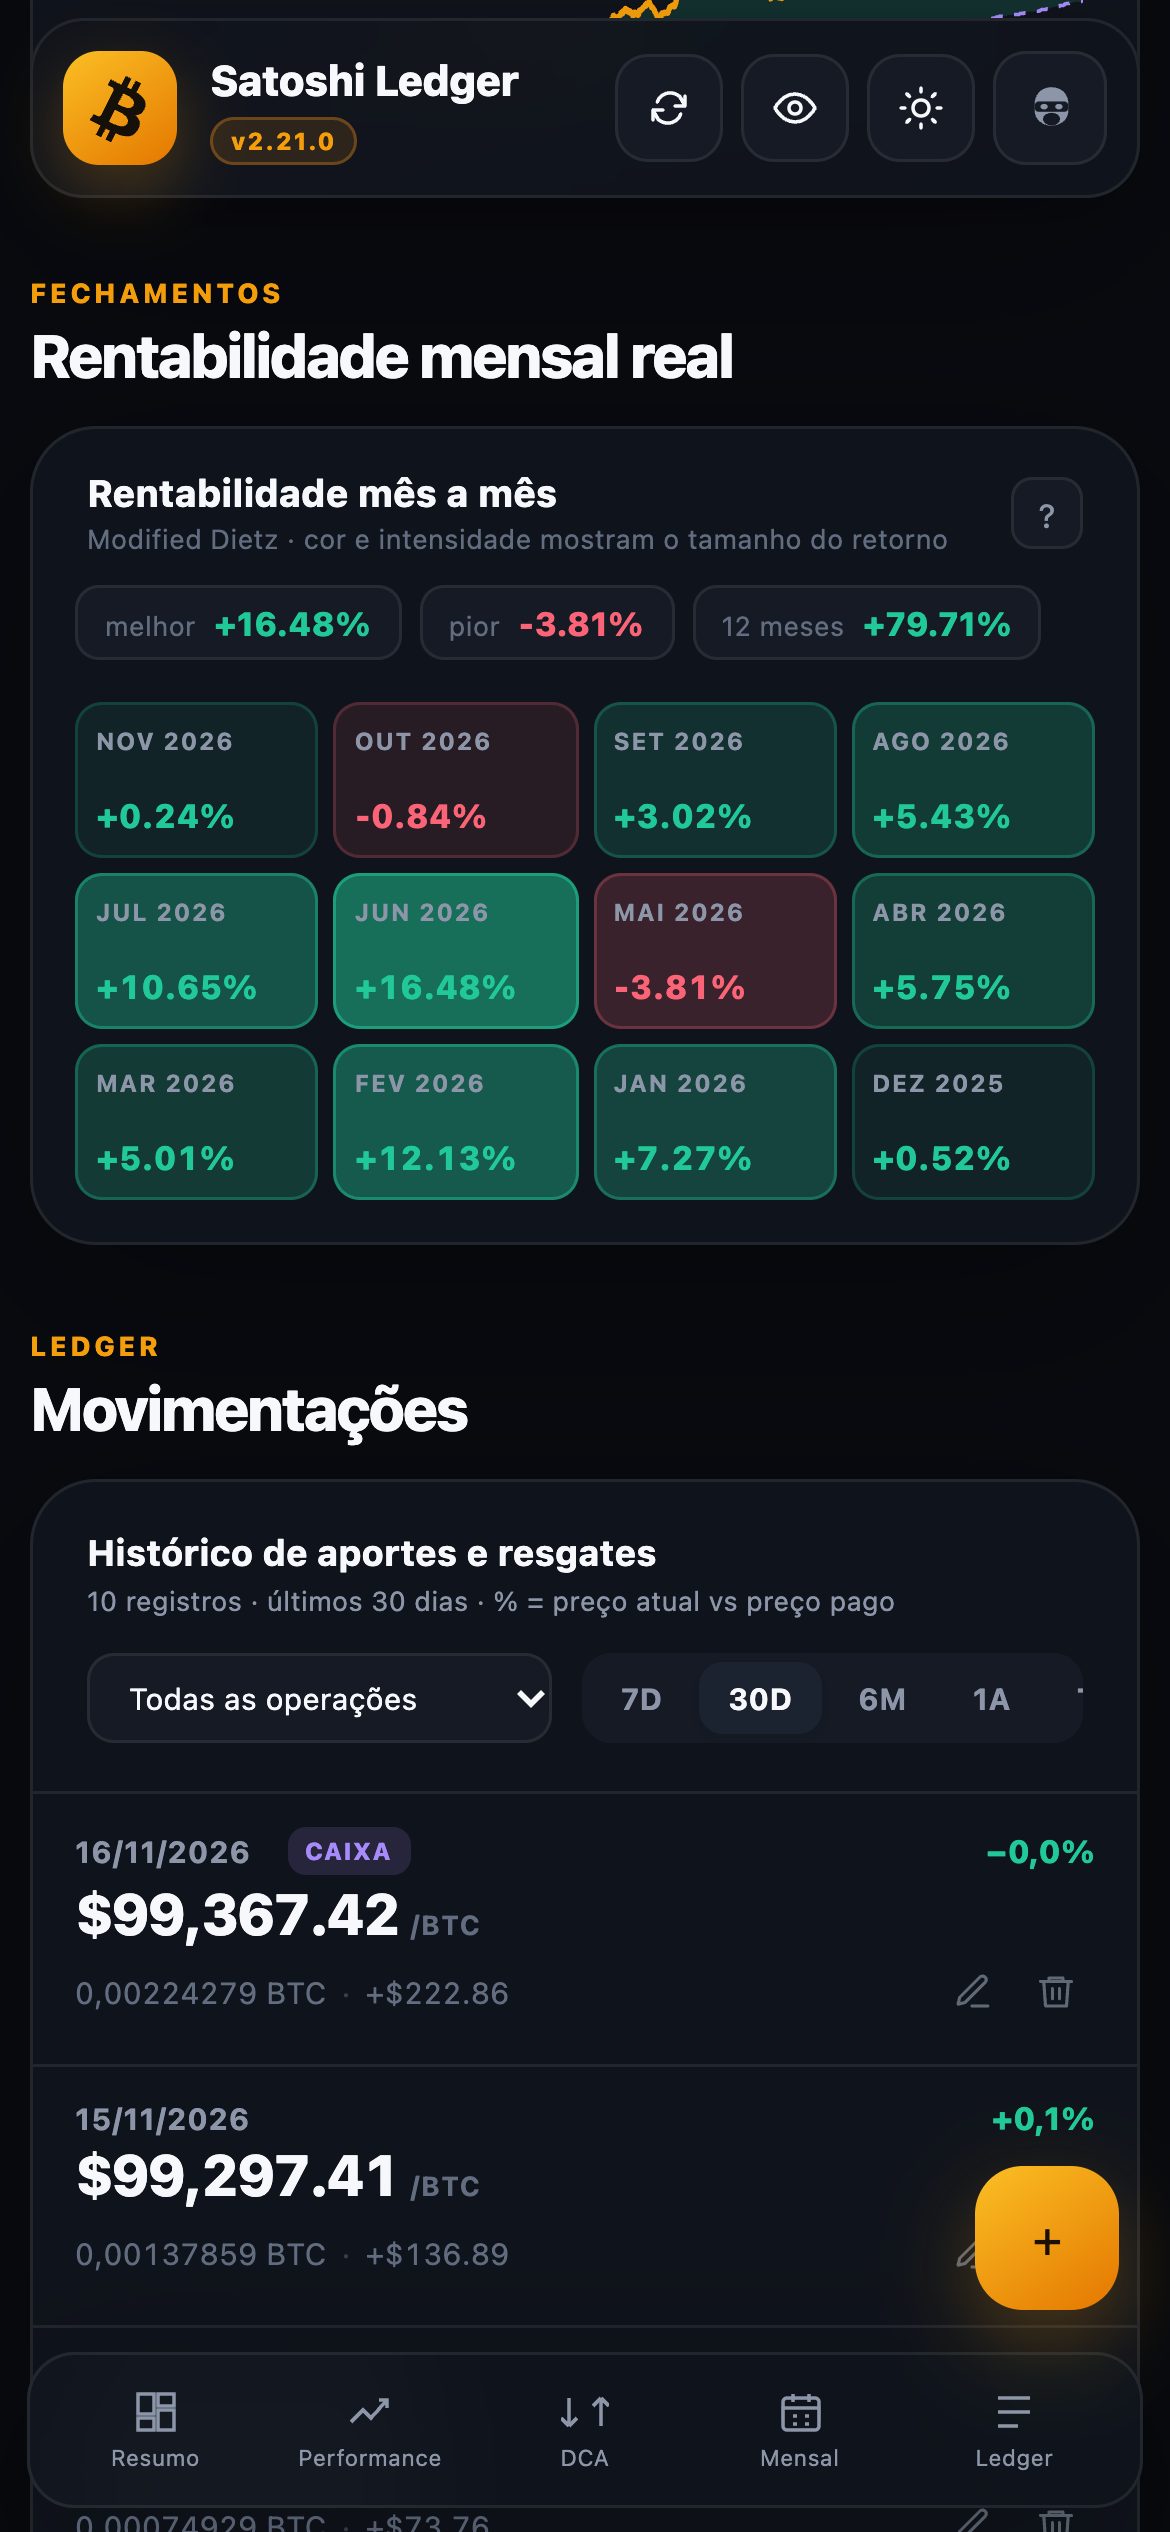 Satoshi Ledger
v2.21.0
FECHAMENTOS
Rentabilidade mensal real
Rentabilidade mês a mês
Modified Dietz · cor e intensidade mostram o tamanho do retorno
?
melhor +16.48%
pior -3.81%
12 meses +79.71%
NOV 2026
+0.24%
OUT 2026
-0.84%
SET 2026
+3.02%
AGO 2026
+5.43%
JUL 2026
+10.65%
JUN 2026
+16.48%
MAI 2026
-3.81%
ABR 2026
+5.75%
MAR 2026
+5.01%
FEV 2026
+12.13%
JAN 2026
+7.27%
DEZ 2025
+0.52%
LEDGER
Movimentações
Histórico de aportes e resgates
10 registros · últimos 30 dias · % = preço atual vs preço pago
Todas as operações
7D 30D 6M 1A
16/11/2026 CAIXA −0,0%
$99,367.42 /BTC
0,00224279 BTC · +$222.86
15/11/2026 +0,1%
$99,297.41 /BTC
0,00137859 BTC · +$136.89
+
Resumo
Performance
DCA
Mensal
Ledger
0,00074929 BTC · +$73.76